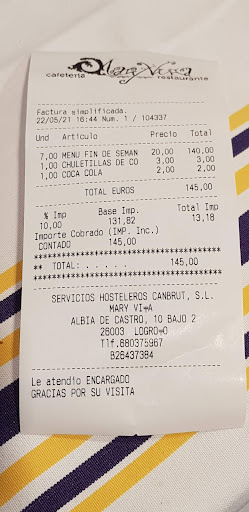 Mary Vi♦a
cafetería restaurante
Factura simplificada.
22/05/21 16:44 Num. 1 / 104337
Und Artículo Precio Total
7,00 MENU FIN DE SEMAN 20,00 140,00
1,00 CHULETILLAS DE CO 3,00 3,00
1,00 COCA COLA 2,00 2,00
TOTAL EUROS 145,00
% Imp Base Imp. Total Imp
10,00 131,82 13,18
Importe Cobrado (IMP. Inc.)
CONTADO 145,00
** TOTAL: . . . . . 145,00
SERVICIOS HOSTELEROS CANBRUT, S.L.
MARY VI♦A
ALBIA DE CASTRO, 10 BAJO 2
26003 LOGRO♦O
Tlf.680375967
B26437384
Le atendio ENCARGADO
GRACIAS POR SU VISITA